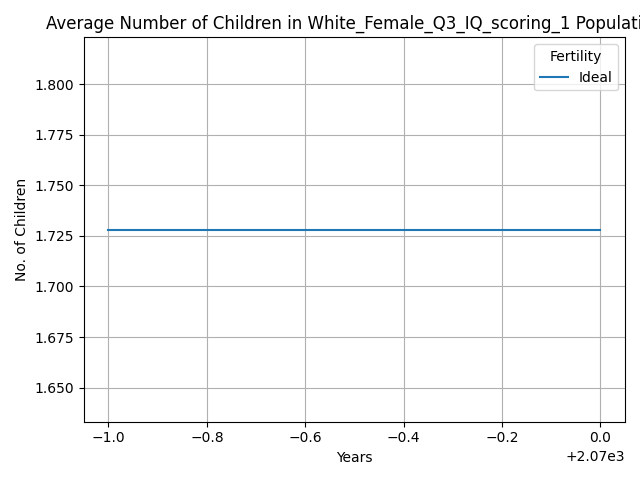 Average Number of Children in White_Female_Q3_IQ_scoring_1 Populati
Fertility
Ideal
1.800
1.775
1.750
1.725
1.700
1.675
1.650
No. of Children
−1.0 −0.8 −0.6 −0.4 −0.2 0.0
Years
+2.07e3